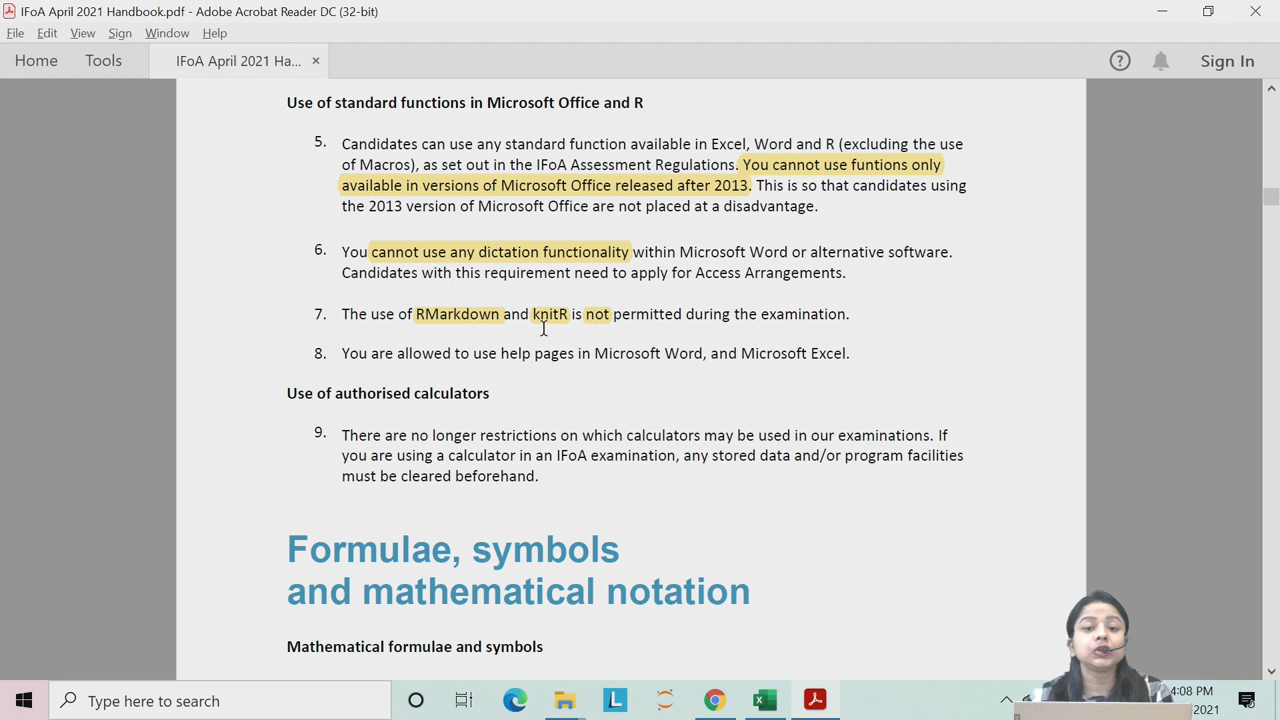 IFoA April 2021 Handbook.pdf - Adobe Acrobat Reader DC (32-bit)
File Edit View Sign Window Help
Home Tools IFoA April 2021 Ha... × Sign In
Use of standard functions in Microsoft Office and R
5. Candidates can use any standard function available in Excel, Word and R (excluding the use
of Macros), as set out in the IFoA Assessment Regulations. You cannot use funtions only
available in versions of Microsoft Office released after 2013. This is so that candidates using
the 2013 version of Microsoft Office are not placed at a disadvantage.
6. You cannot use any dictation functionality within Microsoft Word or alternative software.
Candidates with this requirement need to apply for Access Arrangements.
7. The use of RMarkdown and knitR is not permitted during the examination.
8. You are allowed to use help pages in Microsoft Word, and Microsoft Excel.
Use of authorised calculators
9. There are no longer restrictions on which calculators may be used in our examinations. If
you are using a calculator in an IFoA examination, any stored data and/or program facilities
must be cleared beforehand.
Formulae, symbols
and mathematical notation
Mathematical formulae and symbols
Type here to search
4:08 PM
2021